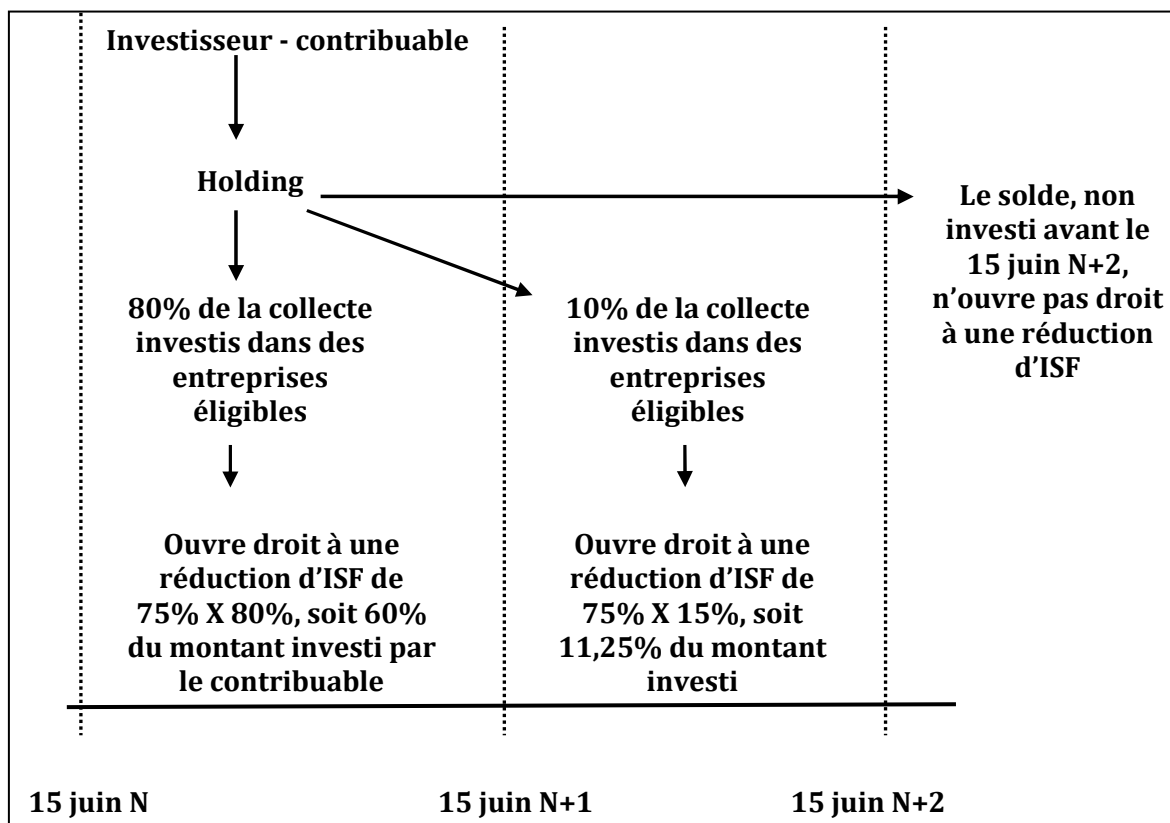 Investisseur - contribuable
Holding
Le solde, non
investi avant le
15 juin N+2,
n’ouvre pas droit
à une réduction
d’ISF
80% de la collecte
investis dans des
entreprises
éligibles
10% de la collecte
investis dans des
entreprises
éligibles
Ouvre droit à une
réduction d’ISF de
75% X 80%, soit 60%
du montant investi par
le contribuable
Ouvre droit à une
réduction d’ISF de
75% X 15%, soit
11,25% du montant
investi
15 juin N
15 juin N+1
15 juin N+2